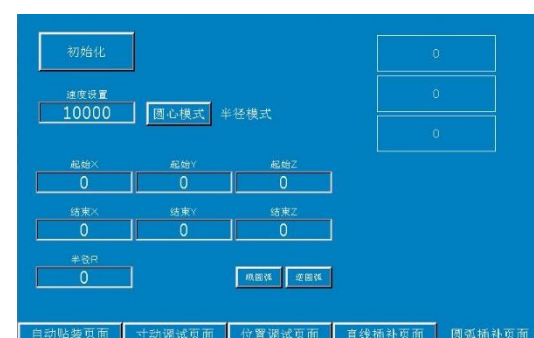 初始化
0
速度设置
0
10000 圆心模式 半径模式
0
起始X 起始Y 起始Z
0 0 0
结束X 结束Y 结束Z
0 0 0
半径R
0 顺圆弧 逆圆弧
自动贴装页面 寸动调试页面 位置调试页面 直线插补页面 圆弧插补页面